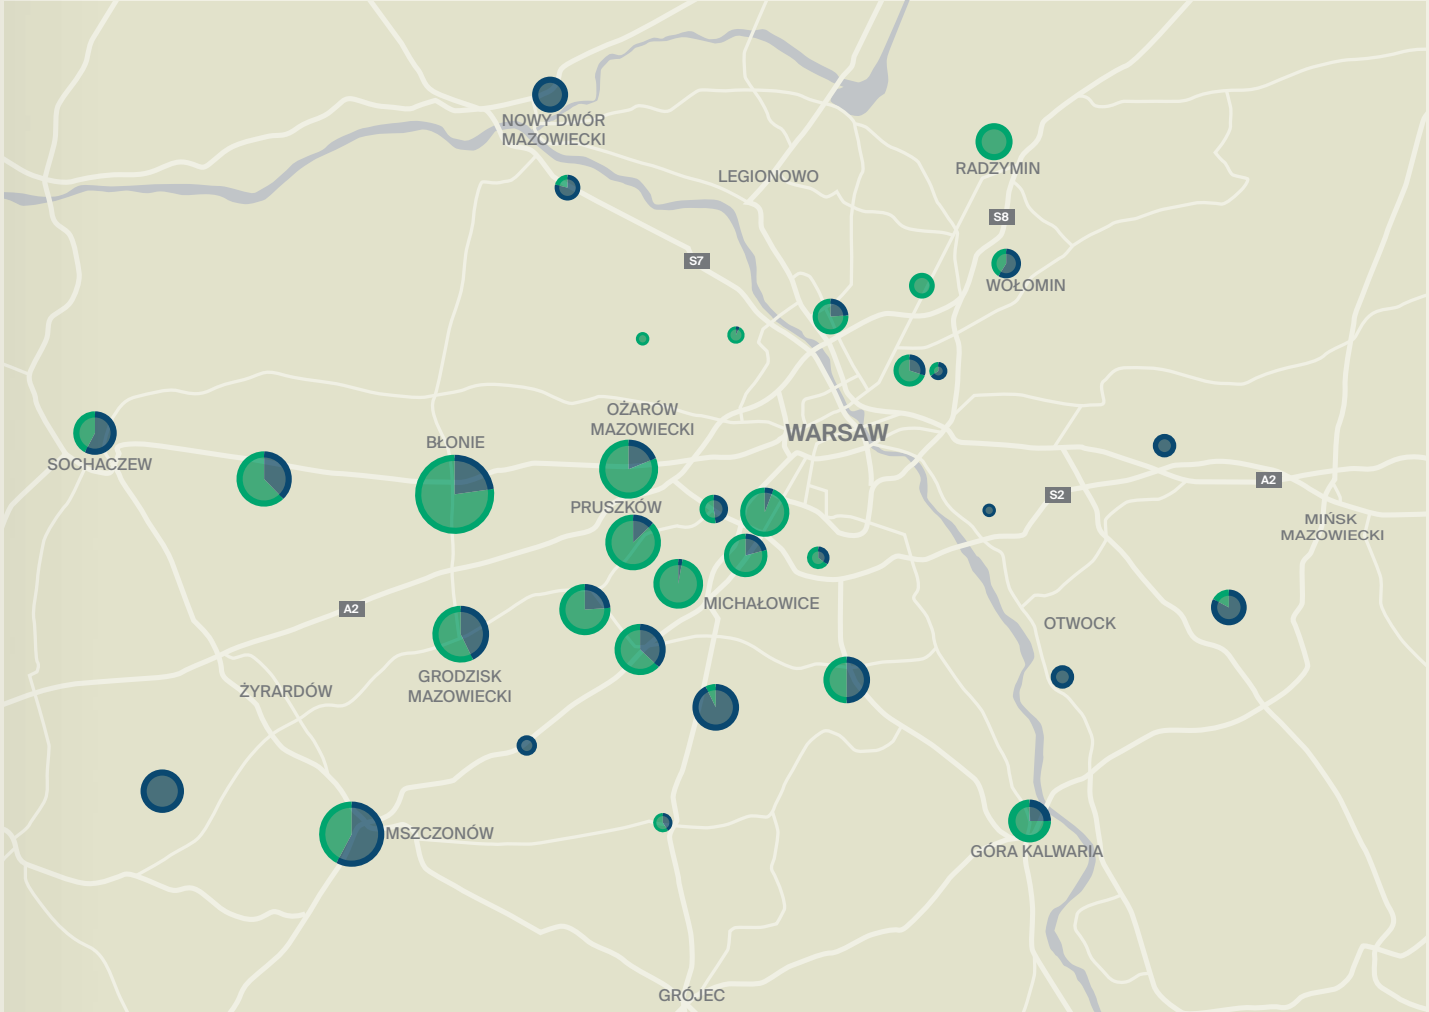 NOWY DWÓR
MAZOWIECKI
LEGIONOWO
RADZYMIN
S8
S7
WOŁOMIN
OŻARÓW
MAZOWIECKI
WARSAW
BŁONIE
SOCHACZEW
A2
S2
PRUSZKÓW
MIŃSK
MAZOWIECKI
A2
MICHAŁOWICE
OTWOCK
GRODZISK
MAZOWIECKI
ŻYRARDÓW
MSZCZONÓW
GÓRA KALWARIA
GRÓJEC